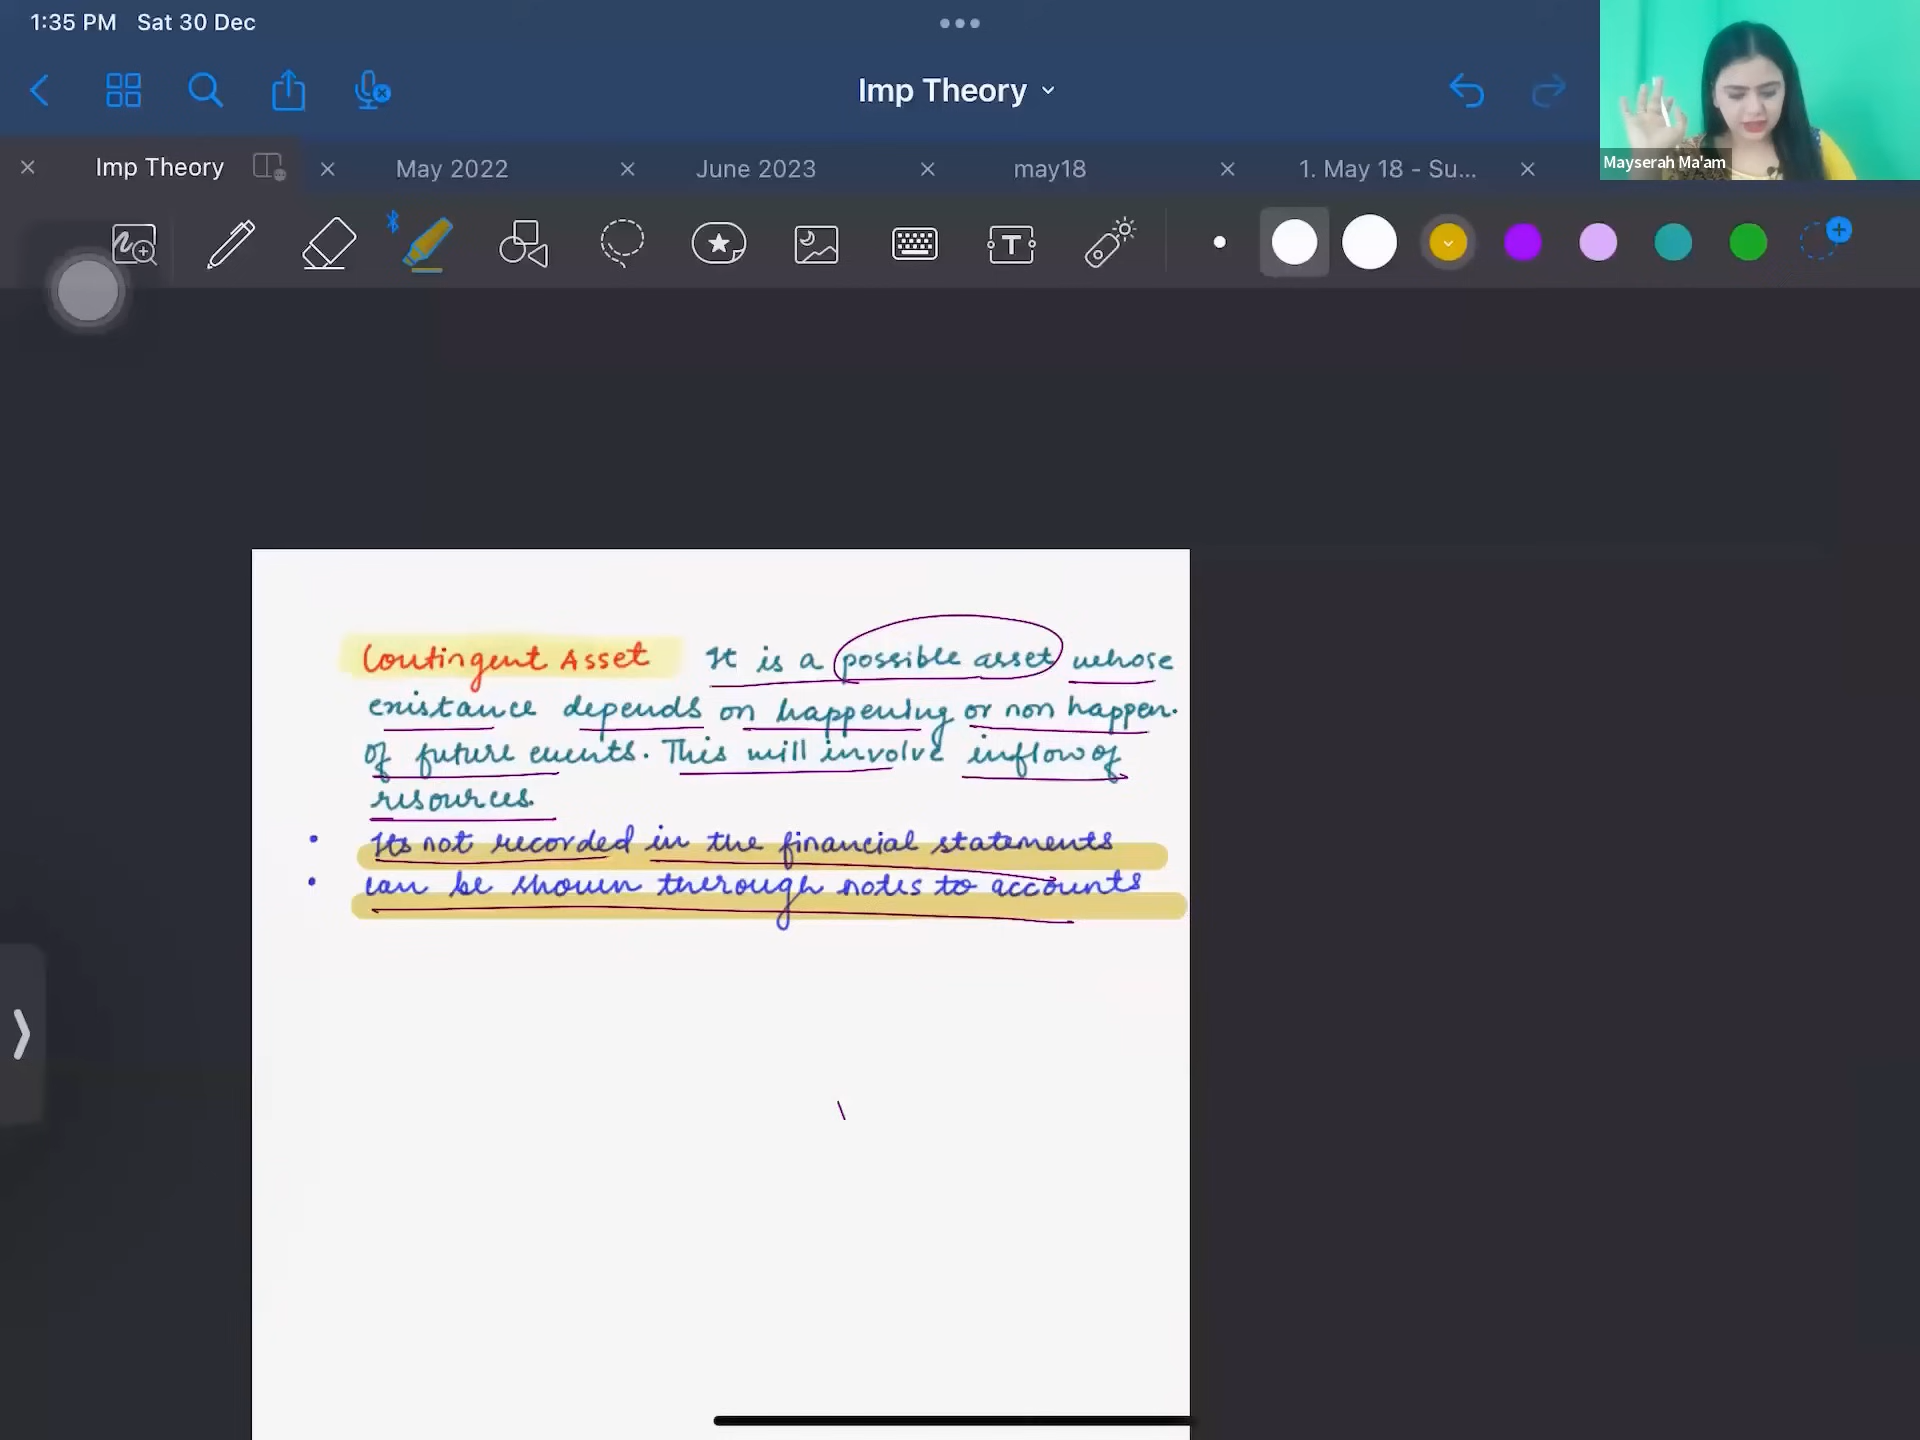 1:35 PM Sat 30 Dec
Imp Theory
Mayserah Ma'am
Imp Theory May 2022 June 2023 may18 1. May 18 - Su...
T
Contingent Asset It is a possible asset whose
existance depends on happening or non happen.
of future events. This will involve inflow of
resources.
• Its not recorded in the financial statements
• can be shown therough notes to accounts